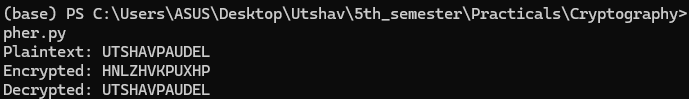 (base) PS C:\Users\ASUS\Desktop\Utshav\5th_semester\Practicals\Cryptography>
pher.py
Plaintext: UTSHAVPAUDEL
Encrypted: HNLZHVKPUXHP
Decrypted: UTSHAVPAUDEL